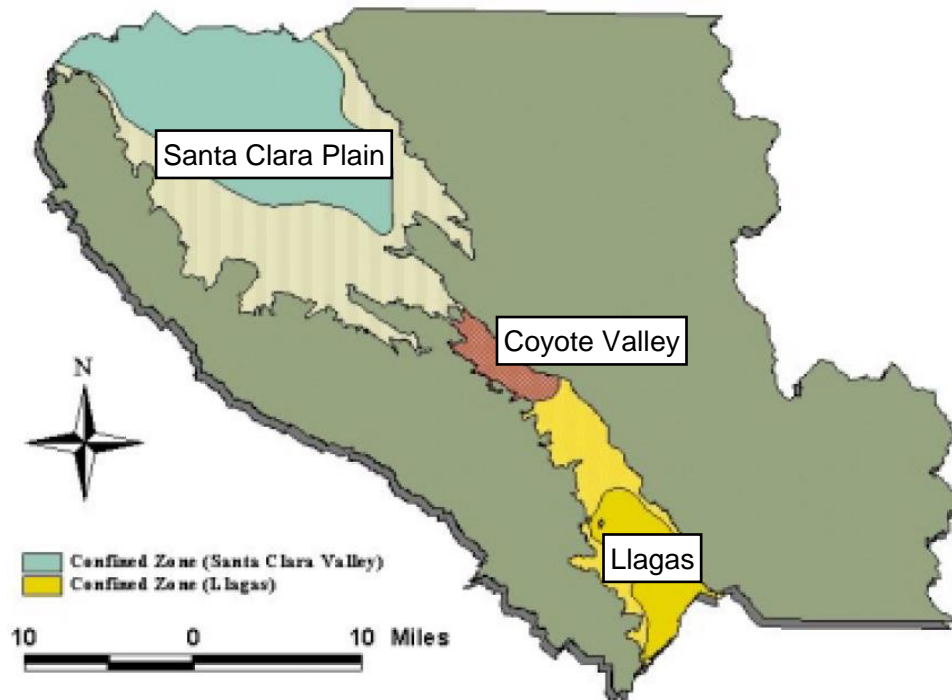 Santa Clara Plain
Coyote Valley
N
Llagas
Confined Zone (Santa Clara Valley)
Confined Zone (Llagas)
10 0 10 Miles